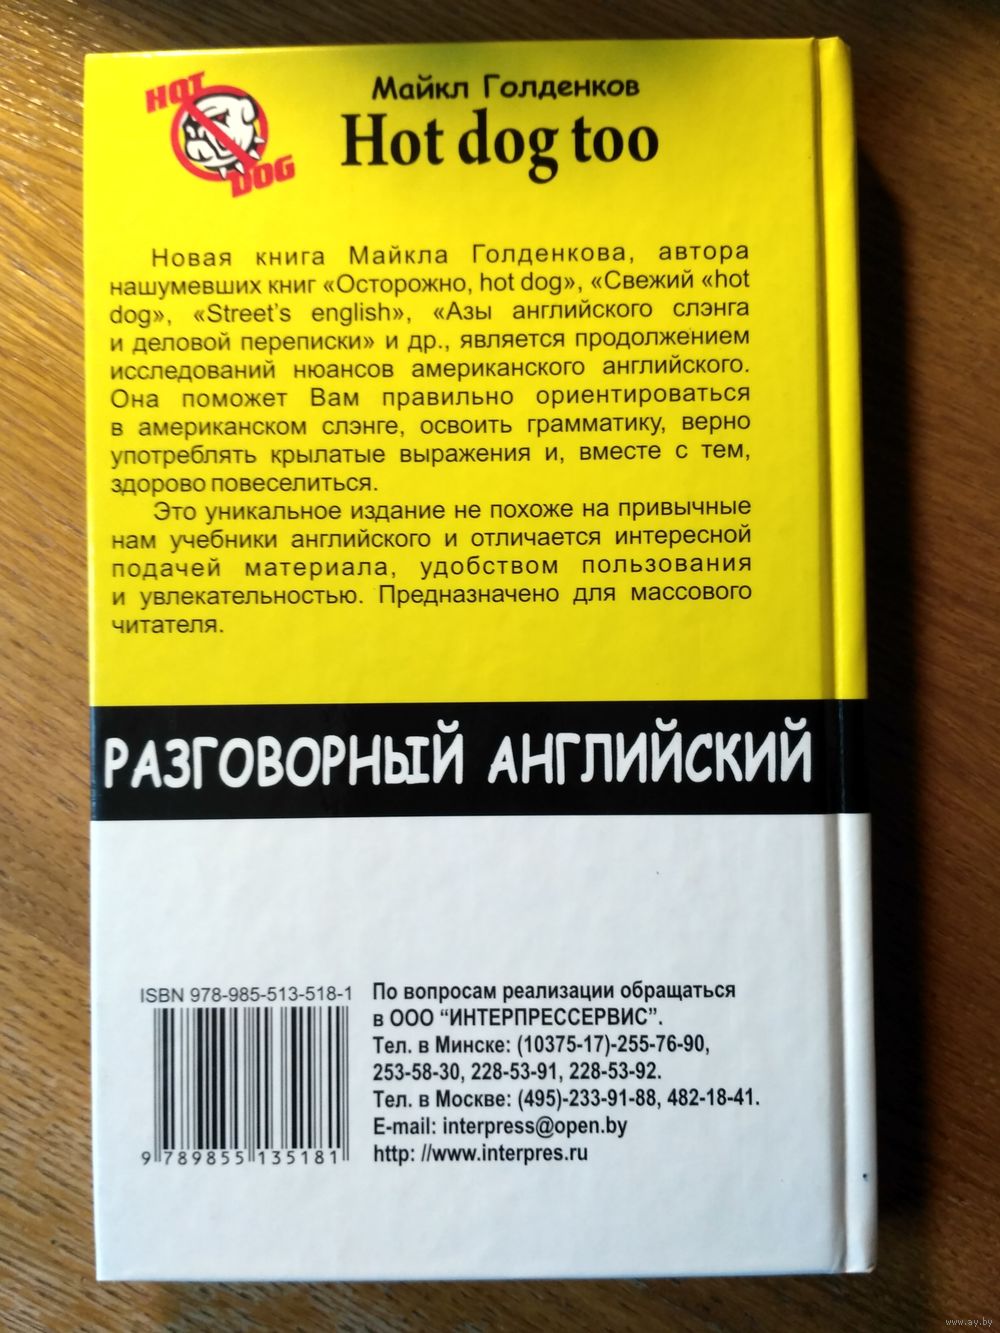 HOT
DOG
Майкл Голденков
Hot dog too
Новая книга Майкла Голденкова, автора
нашумевших книг «Осторожно, hot dog», «Свежий «hot
dog», «Street's english», «Азы английского слэнга
и деловой переписки» и др., является продолжением
исследований нюансов американского английского.
Она поможет Вам правильно ориентироваться
в американском слэнге, освоить грамматику, верно
употреблять крылатые выражения и, вместе с тем,
здорово повеселиться.
Это уникальное издание не похоже на привычные
нам учебники английского и отличается интересной
подачей материала, удобством пользования
и увлекательностью. Предназначено для массового
читателя.
РАЗГОВОРНЫЙ АНГЛИЙСКИЙ
ISBN 978-985-513-518-1
9 789855 135181
По вопросам реализации обращаться
в ООО “ИНТЕРПРЕССЕРВИС”.
Тел. в Минске: (10375-17)-255-76-90,
253-58-30, 228-53-91, 228-53-92.
Тел. в Москве: (495)-233-91-88, 482-18-41.
E-mail: interpress@open.by
http: //www.interpres.ru
www.ay.by